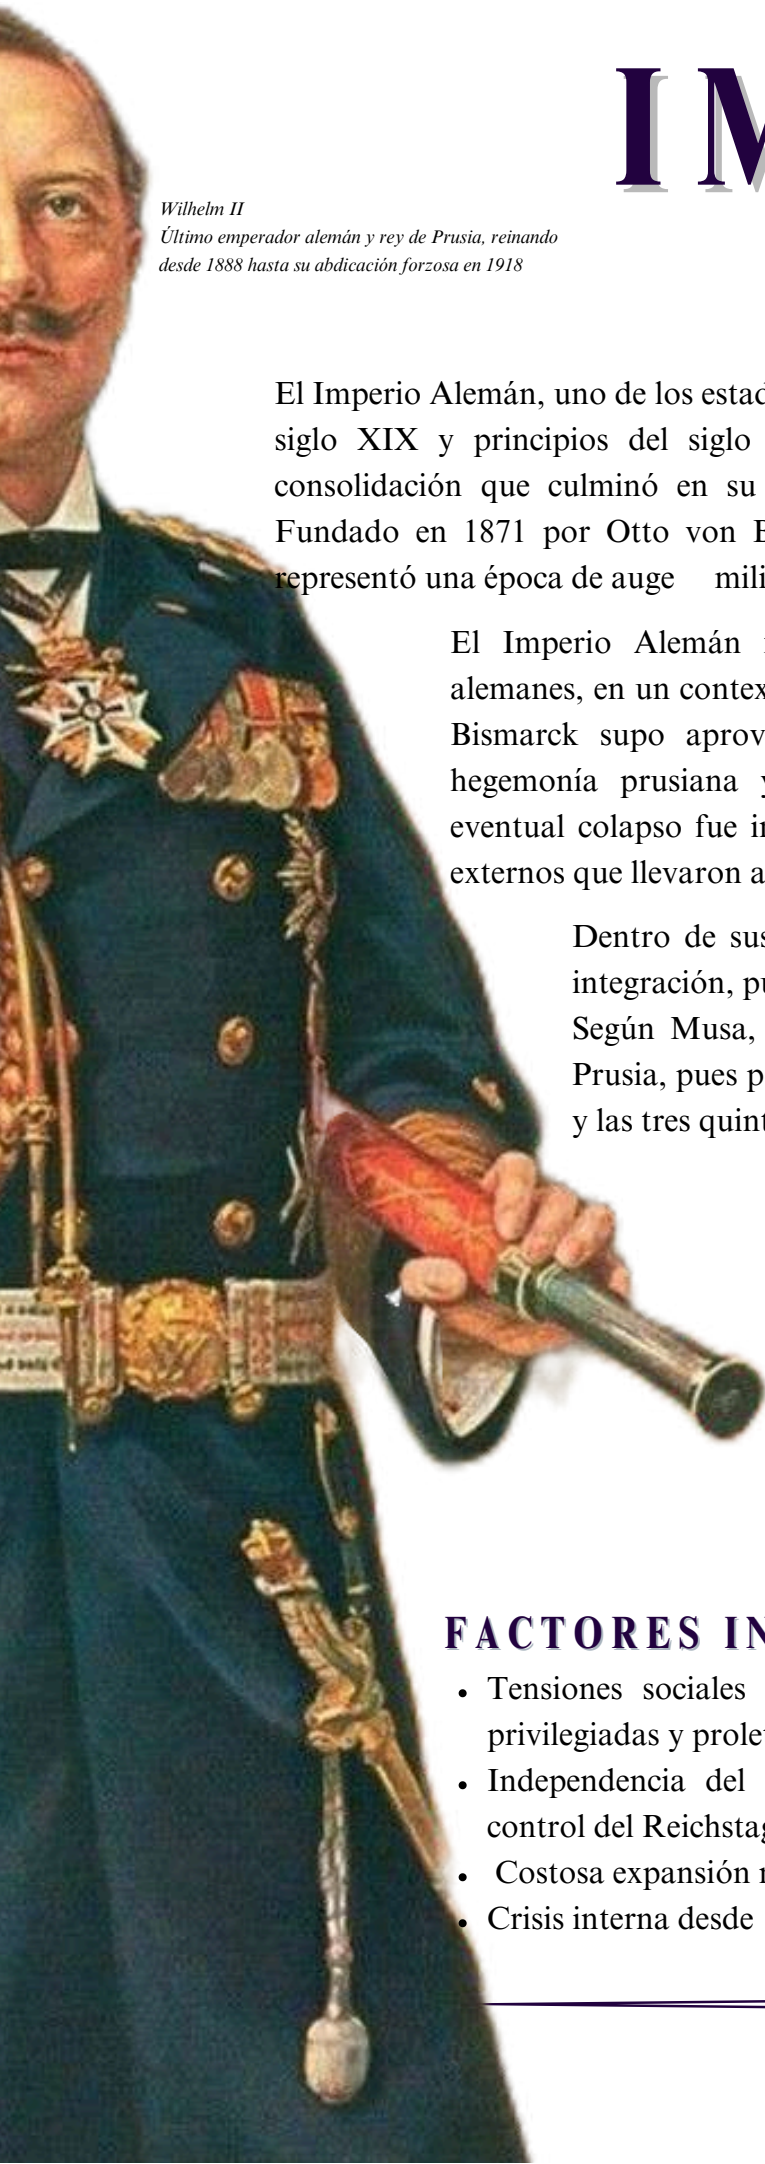 IM
Wilhelm II
Último emperador alemán y rey de Prusia, reinando
desde 1888 hasta su abdicación forzosa en 1918
El Imperio Alemán, uno de los estad
siglo XIX y principios del siglo
consolidación que culminó en su
Fundado en 1871 por Otto von B
representó una época de auge mili
El Imperio Alemán
alemanes, en un contex
Bismarck supo aprov
hegemonía prusiana y
eventual colapso fue in
externos que llevaron a
Dentro de sus
integración, pu
Según Musa,
Prusia, pues p
y las tres quint
FACTORES IN
• Tensiones sociales
privilegiadas y prolet
• Independencia del
control del Reichstag
• Costosa expansión
• Crisis interna desde